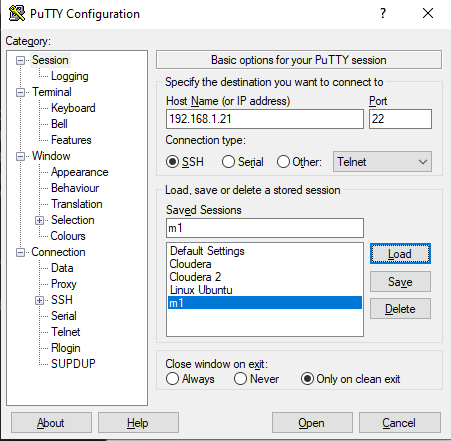 PuTTY Configuration
?
Category:
Session
Logging
Terminal
Keyboard
Bell
Features
Window
Appearance
Behaviour
Translation
Selection
Colours
Connection
Data
Proxy
SSH
Serial
Telnet
Rlogin
SUPDUP
Basic options for your PuTTY session
Specify the destination you want to connect to
Host Name (or IP address) Port
192.168.1.21 22
Connection type:
SSH Serial Other: Telnet
Load, save or delete a stored session
Saved Sessions
m1
Default Settings
Cloudera
Cloudera 2
Linux Ubuntu
m1
Load
Save
Delete
Close window on exit:
Always Never Only on clean exit
About Help Open Cancel